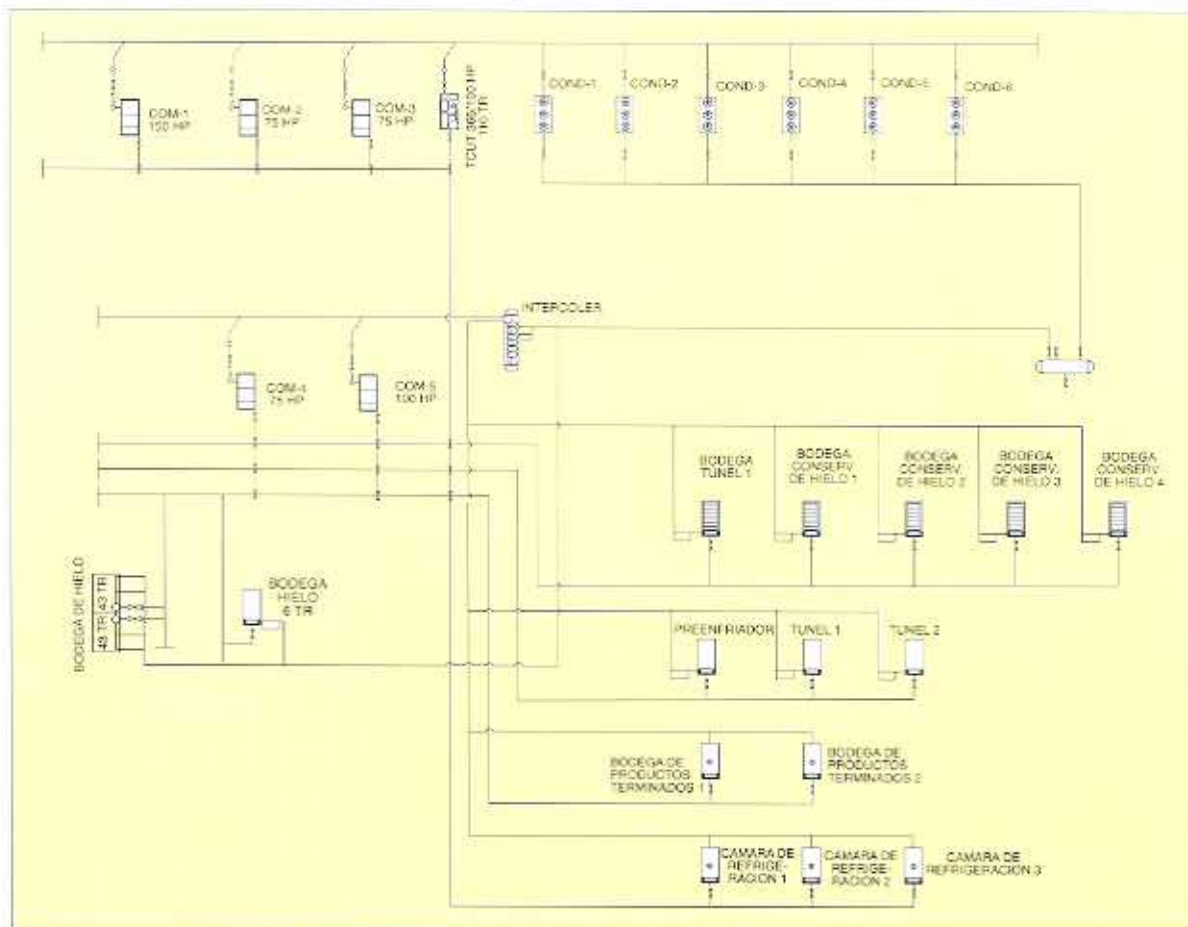 COM-1
150 HP
COM-2
75 HP
COM-3
75 HP
110 TR
COND-1
COND-2
COND-3
COND-4
COND-5
COND-6
INTERCOLER
COM-4
75 HP
COM-5
100 HP
BODEGA
TUNEL 1
BODEGA
CONSERV.
DE HIELO 1
BODEGA
CONSERV.
DE HIELO 2
BODEGA
CONSERV.
DE HIELO 3
BODEGA
CONSERV.
DE HIELO 4
BODEGA DE HIELO
43 TR
43 TR
BODEGA
HIELO
6 TR
PREENFRIADOR
TUNEL 1
TUNEL 2
BODEGA DE
PRODUCTOS
TERMINADOS 1
BODEGA DE
PRODUCTOS
TERMINADOS 2
CAMARA DE
REFRIGE-
RACION 1
CAMARA DE
REFRIGE-
RACION 2
CAMARA DE
REFRIGERACION 3